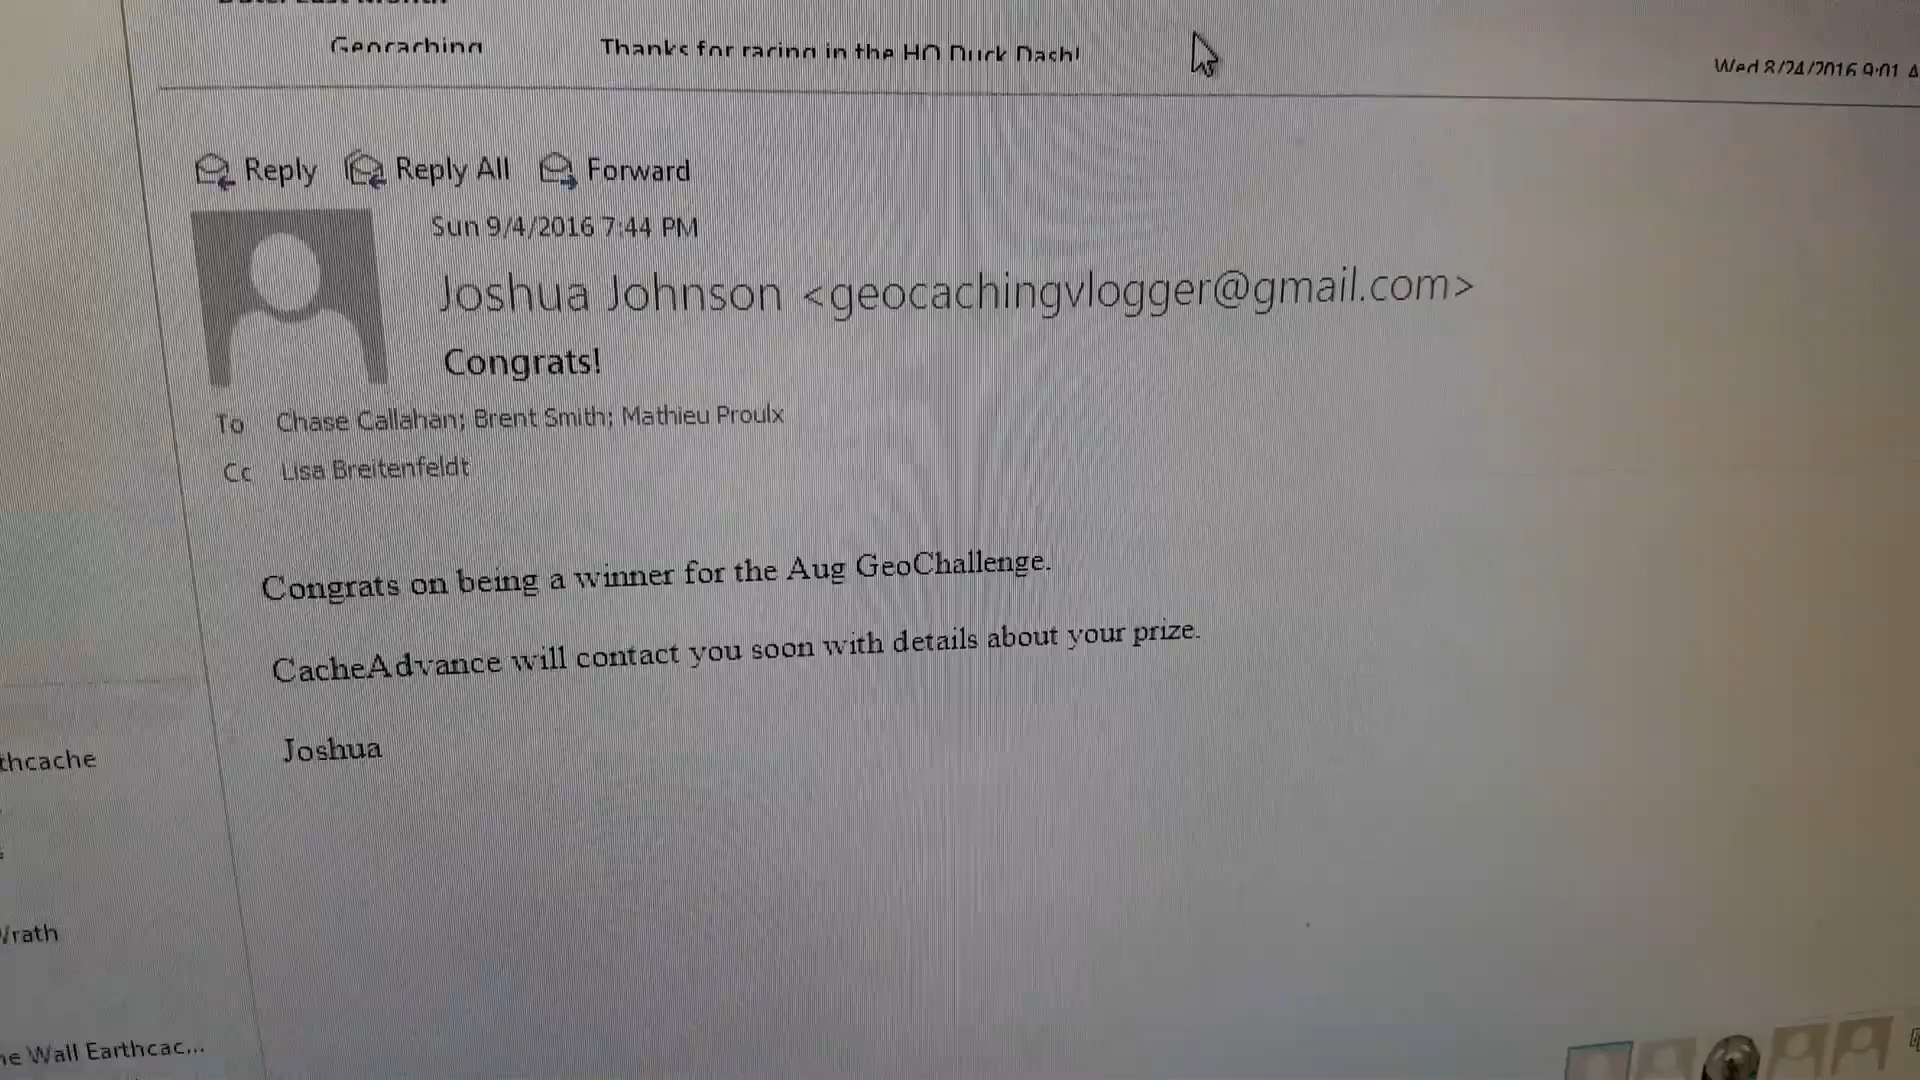 Geocaching Thanks for racing in the HQ Duck Dash! Wed 8/24/2016 9:01 A
Reply Reply All Forward
Sun 9/4/2016 7:44 PM
Joshua Johnson <geocachingvlogger@gmail.com>
Congrats!
To Chase Callahan; Brent Smith; Mathieu Proulx
Cc Lisa Breitenfeldt
Congrats on being a winner for the Aug GeoChallenge.
CacheAdvance will contact you soon with details about your prize.
Joshua
thcache
Wrath
he Wall Earthcac...